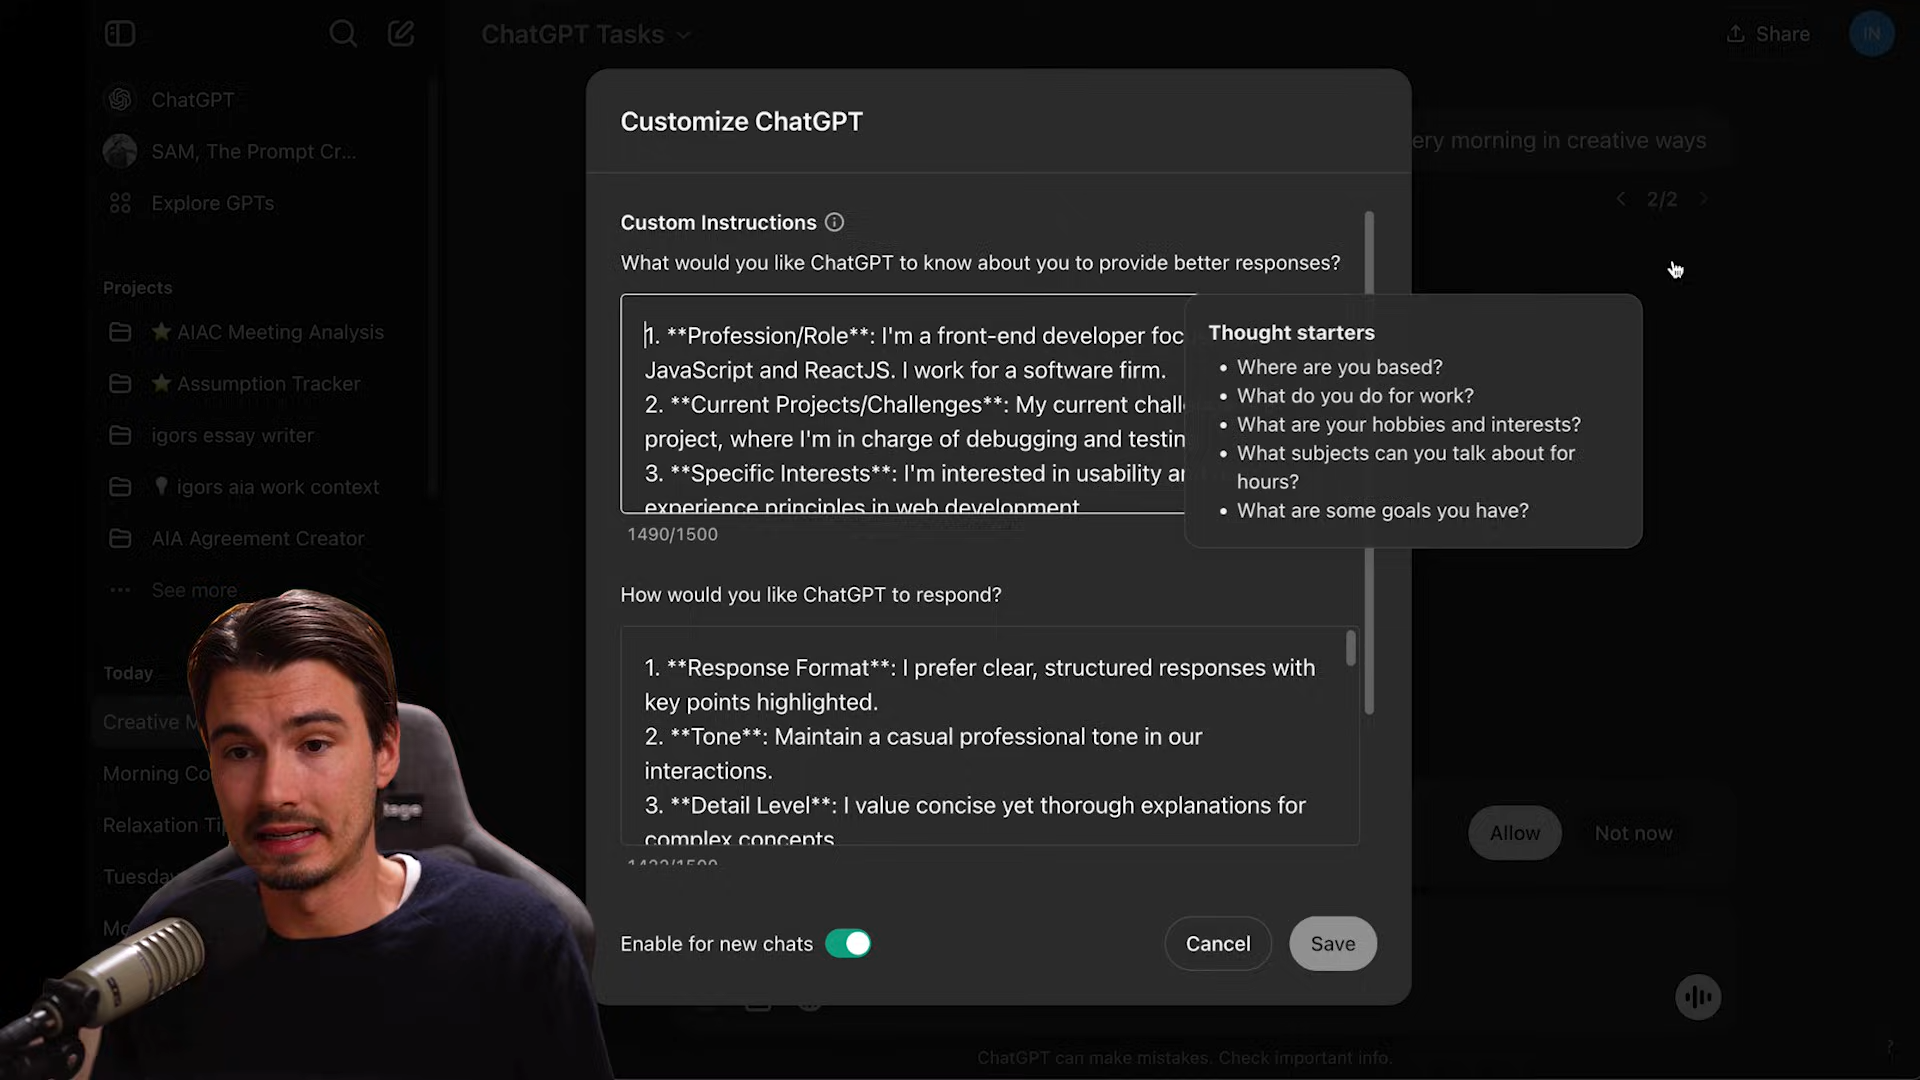 ChatGPT Tasks
Share
IN
ChatGPT
SAM, The Prompt Cr...
Explore GPTs
Projects
AIAC Meeting Analysis
Assumption Tracker
igors essay writer
igors aia work context
AIA Agreement Creator
See more
Today
Creative M
Morning Co
Relaxation Ti
Tuesday
Mo
ery morning in creative ways
2/2
Customize ChatGPT
Custom Instructions
What would you like ChatGPT to know about you to provide better responses?
1. **Profession/Role**: I'm a front-end developer foc
JavaScript and ReactJS. I work for a software firm.
2. **Current Projects/Challenges**: My current chall
project, where I'm in charge of debugging and testin
3. **Specific Interests**: I'm interested in usability a
experience principles in web development
1490/1500
Thought starters
• Where are you based?
• What do you do for work?
• What are your hobbies and interests?
• What subjects can you talk about for
hours?
• What are some goals you have?
How would you like ChatGPT to respond?
1. **Response Format**: I prefer clear, structured responses with
key points highlighted.
2. **Tone**: Maintain a casual professional tone in our
interactions.
3. **Detail Level**: I value concise yet thorough explanations for
complex concepts
Enable for new chats
Cancel
Save
Allow
Not now
ChatGPT can make mistakes. Check important info.
?